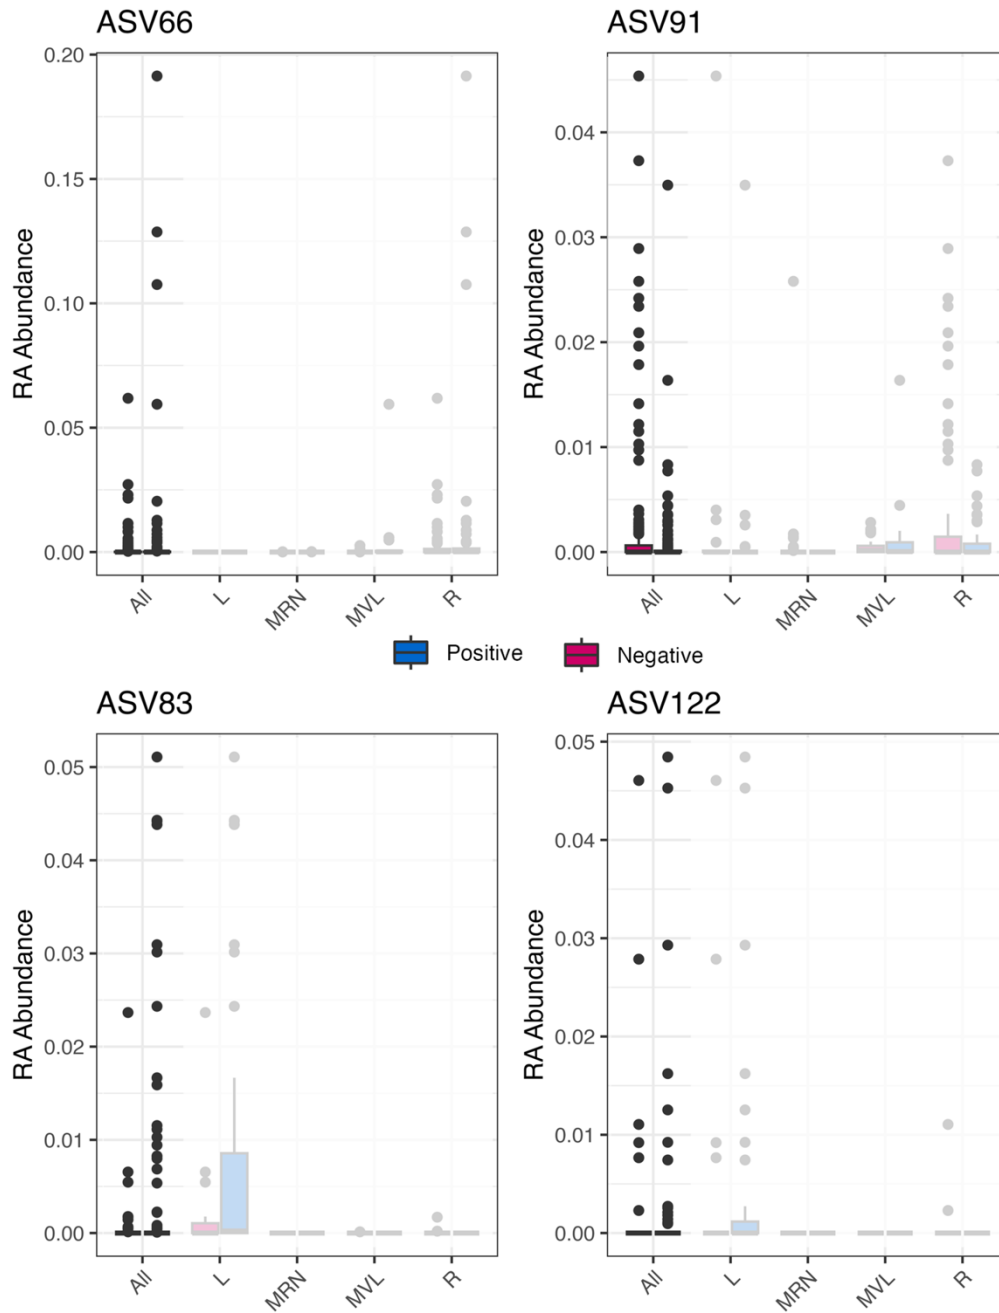 ASV66
RA Abundance
0.20
0.15
0.10
0.05
0.00
All L MRN MVL R
ASV91
RA Abundance
0.04
0.03
0.02
0.01
0.00
All L MRN MVL R
Positive Negative
ASV83
RA Abundance
0.05
0.04
0.03
0.02
0.01
0.00
All L MRN MVL R
ASV122
RA Abundance
0.05
0.04
0.03
0.02
0.01
0.00
All L MRN MVL R